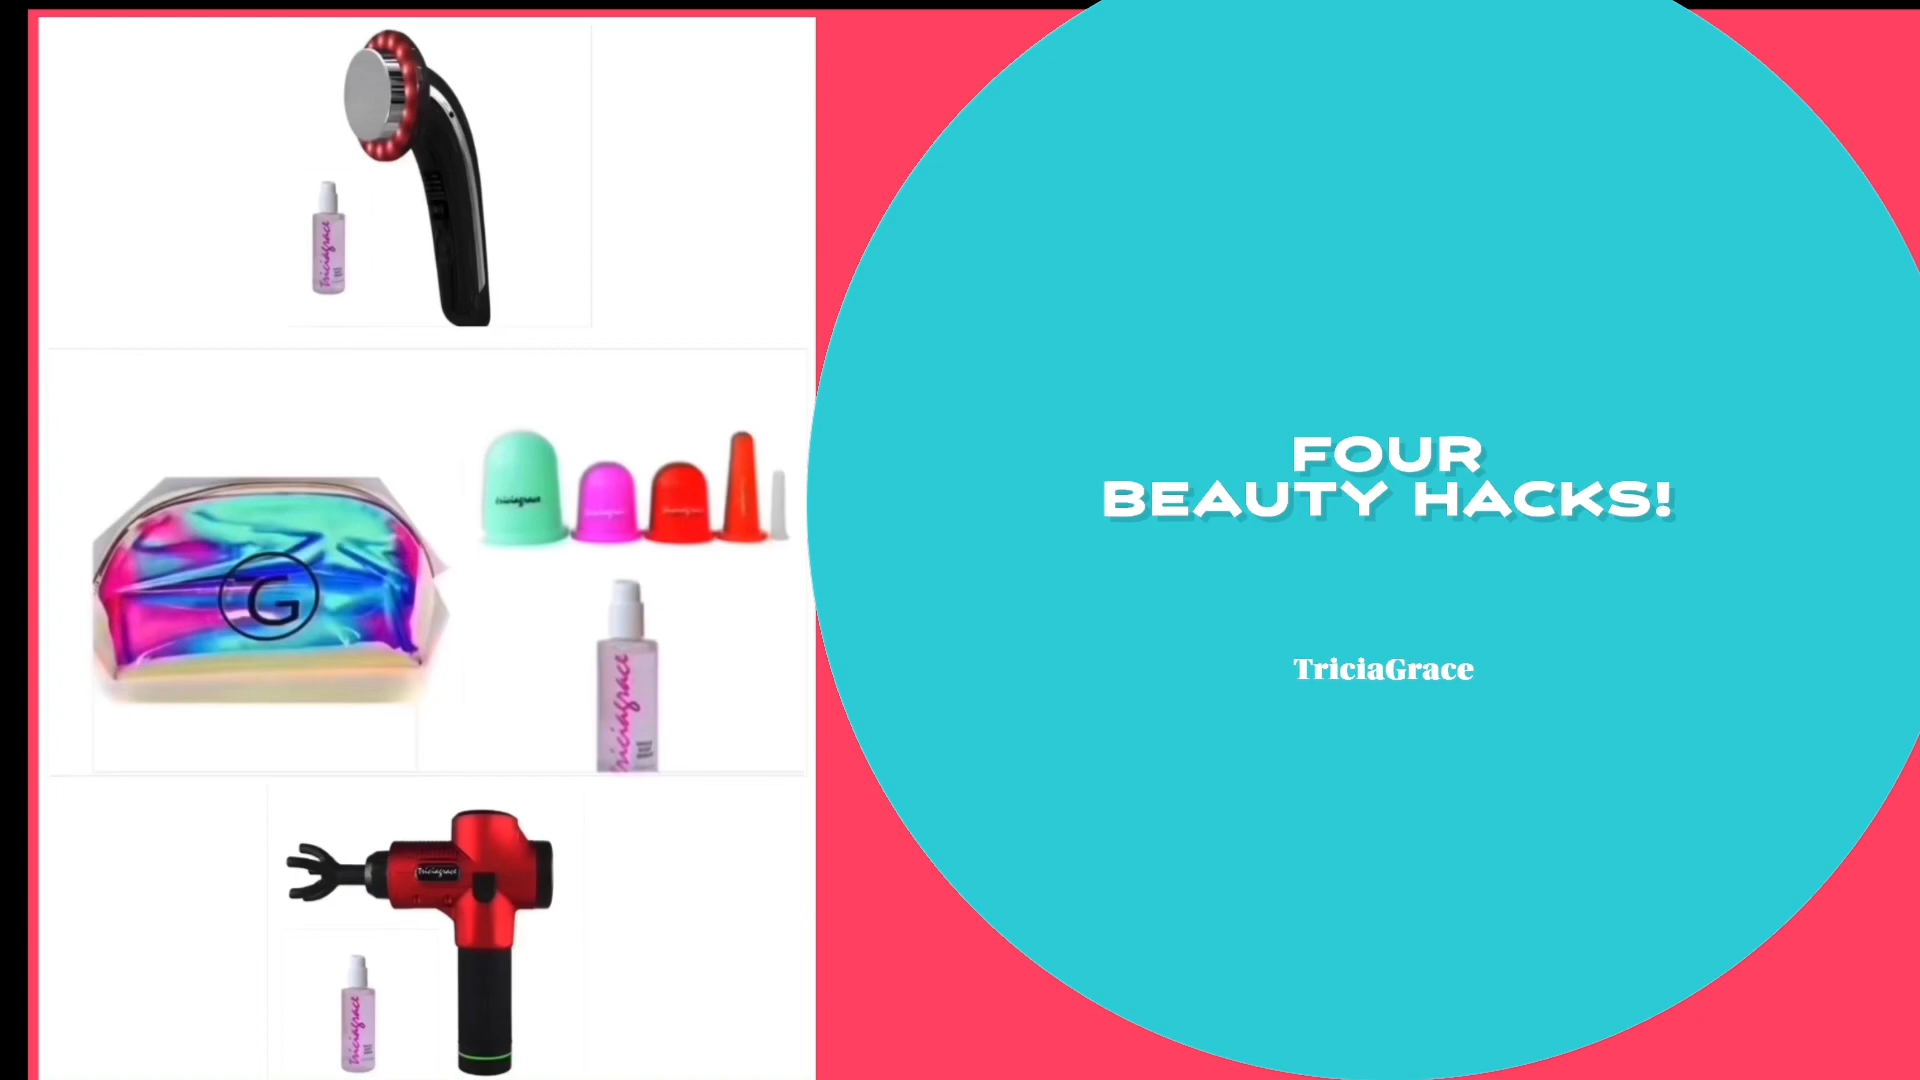 Triciagrace
triciagrace
G
triciagrace
Triciagrace
Triciagrace
FOUR
BEAUTY HACKS!
TriciaGrace